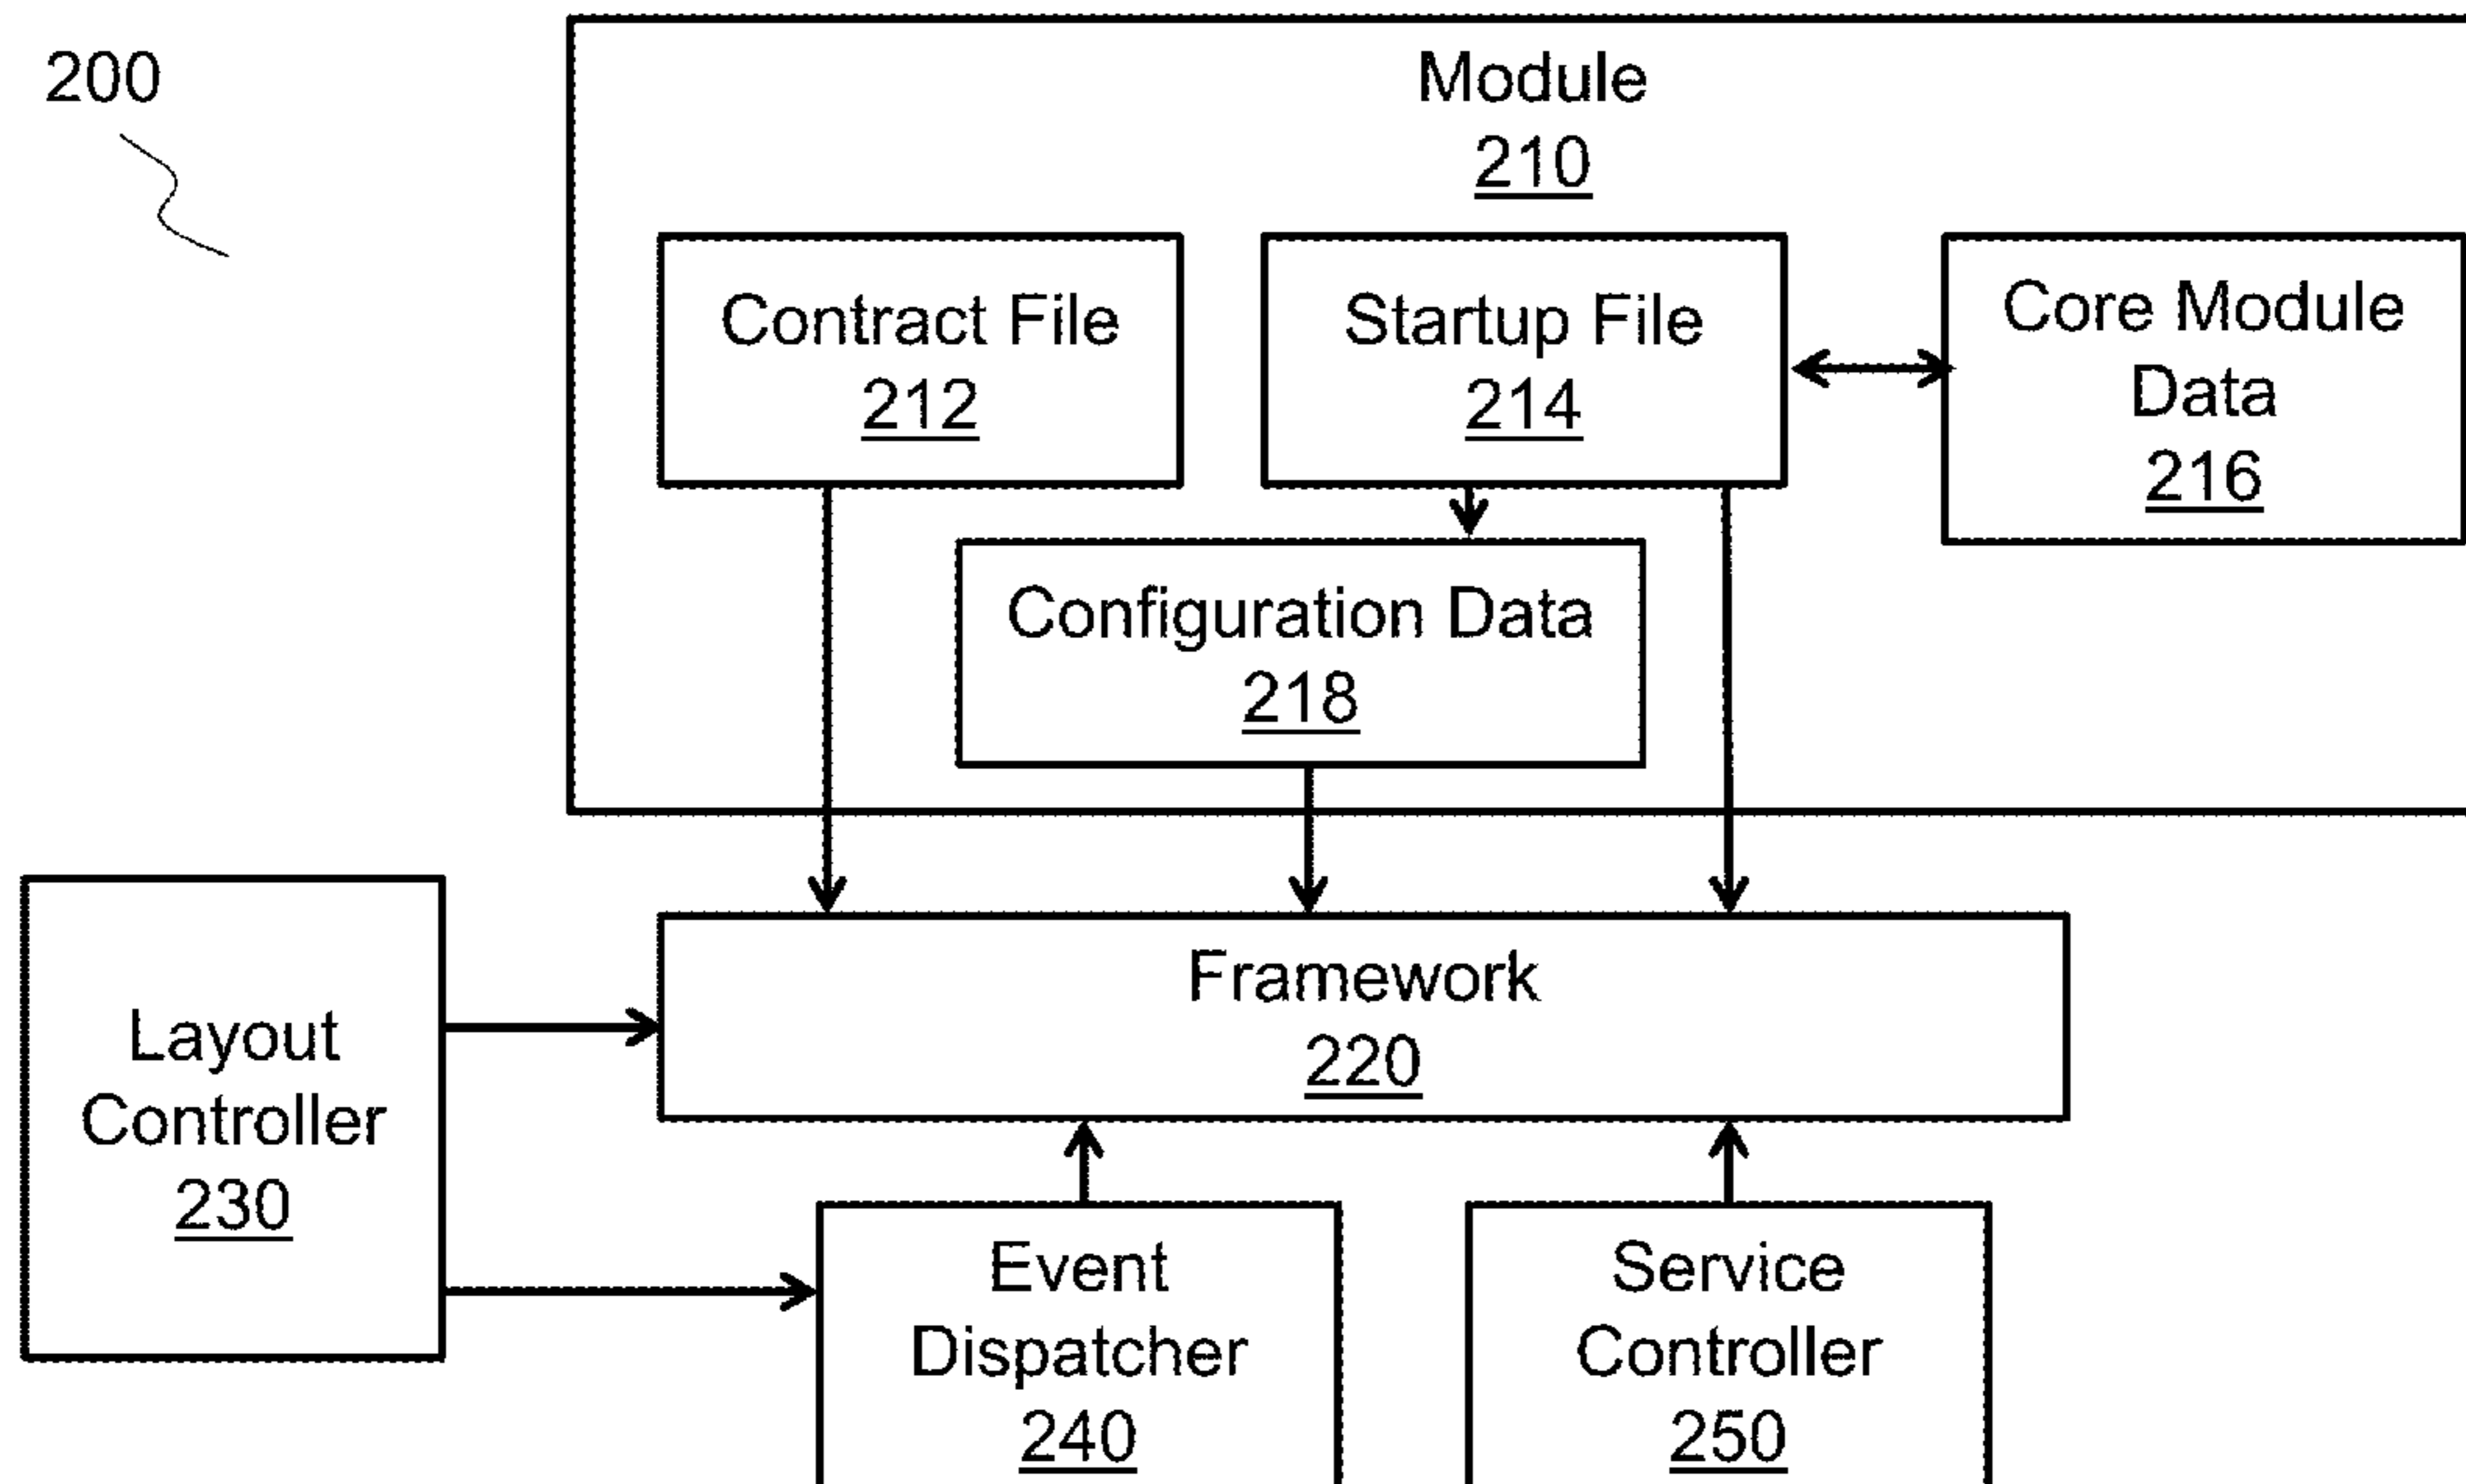 200
Module
210
Contract File
212
Startup File
214
Core Module
Data
216
Configuration Data
218
Framework
220
Layout
Controller
230
Event
Dispatcher
240
Service
Controller
250